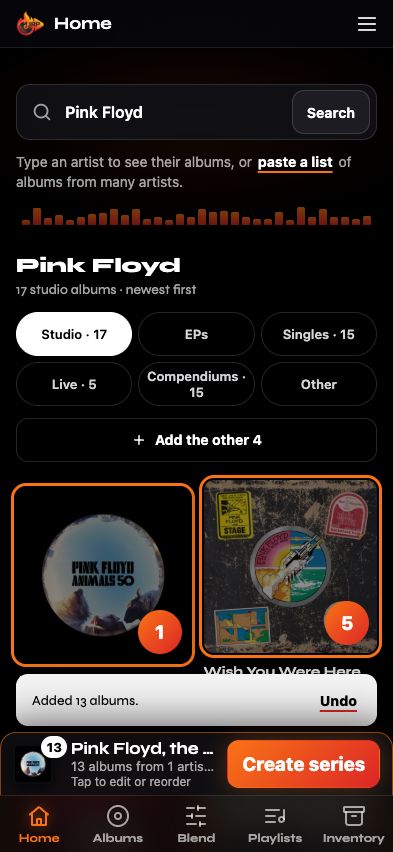 Home
Pink Floyd
Search
Type an artist to see their albums, or paste a list of
albums from many artists.
Pink Floyd
17 studio albums · newest first
Studio · 17
EPs
Singles · 15
Live · 5
Compendiums ·
15
Other
+ Add the other 4
PINK FLOYD
ANIMALS 50
1
STAGE
5
Wish You Were Here
Added 13 albums.
Undo
13
Pink Floyd, the ...
13 albums from 1 artis...
Tap to edit or reorder
Create series
Home
Albums
Blend
Playlists
Inventory